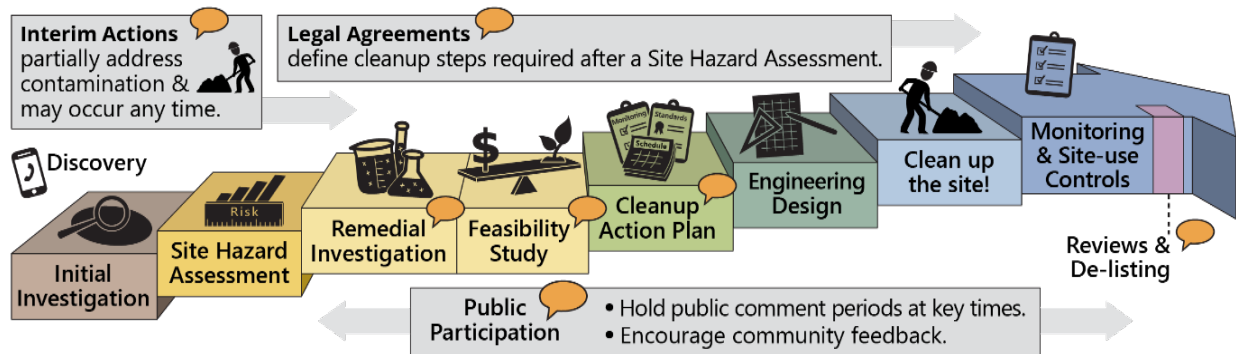 Interim Actions
partially address
contamination &
may occur any time.
Legal Agreements
define cleanup steps required after a Site Hazard Assessment.
Discovery
Initial
Investigation
Risk
Site Hazard
Assessment
Remedial
Investigation
$
Feasibility
Study
Monitoring
Standards
Schedule
Cleanup
Action Plan
Engineering
Design
Clean up
the site!
Monitoring
& Site-use
Controls
Reviews &
De-listing
Public
Participation
• Hold public comment periods at key times.
• Encourage community feedback.